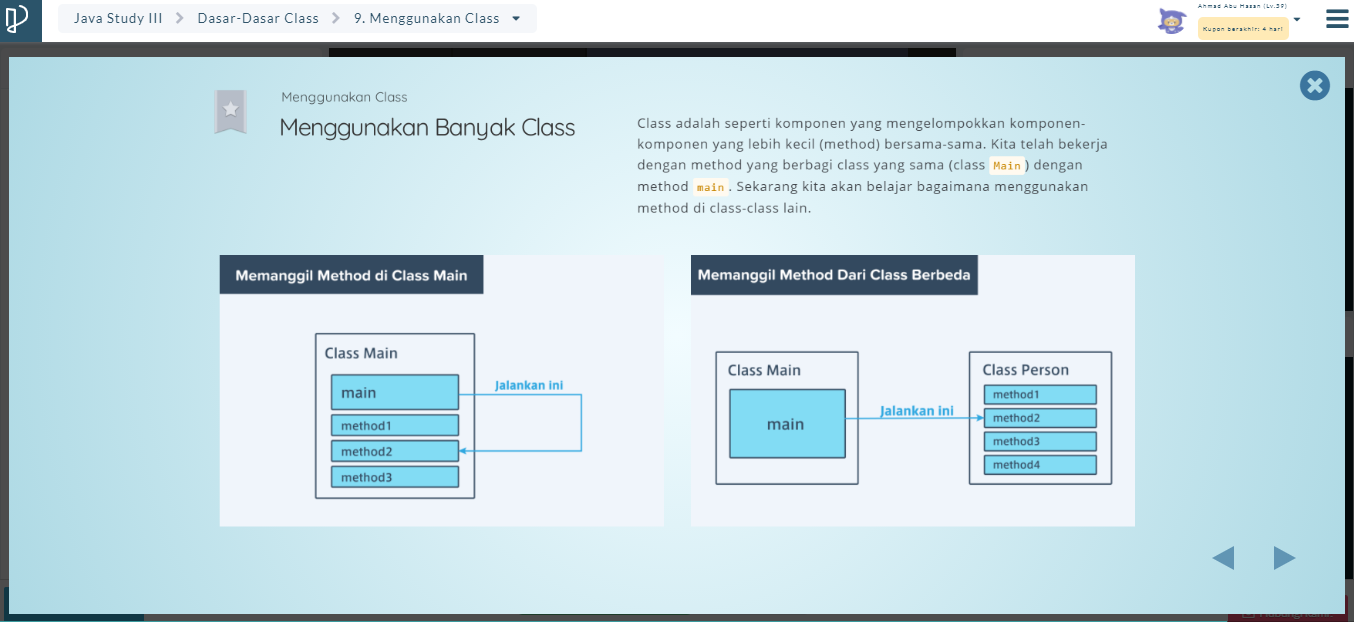 Java Study III
Dasar-Dasar Class
9. Menggunakan Class
Ahmad Abu Hasan (Lv.39)
Kupon berakhir: 4 hari
Menggunakan Class
Menggunakan Banyak Class
Class adalah seperti komponen yang mengelompokkan komponen-
komponen yang lebih kecil (method) bersama-sama. Kita telah bekerja
dengan method yang berbagi class yang sama (class Main) dengan
method main. Sekarang kita akan belajar bagaimana menggunakan
method di class-class lain.
Memanggil Method di Class Main
Class Main
main
method1
method2
method3
Jalankan ini
Memanggil Method Dari Class Berbeda
Class Main
main
Jalankan ini
Class Person
method1
method2
method3
method4